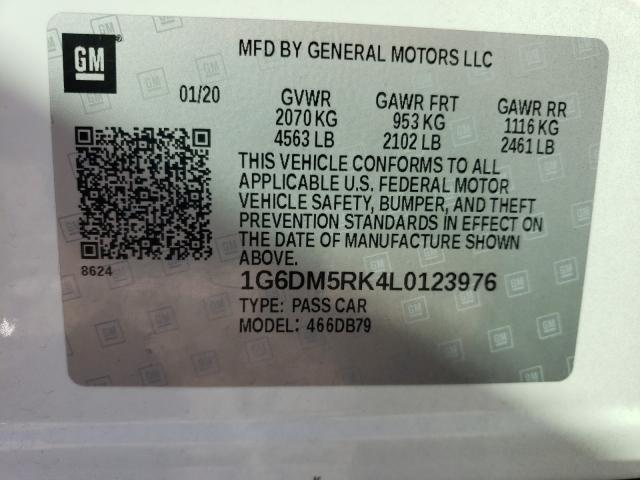 GM
MFD BY GENERAL MOTORS LLC
01/20
GVWR
2070 KG
4563 LB
GAWR FRT
953 KG
2102 LB
GAWR RR
1116 KG
2461 LB
THIS VEHICLE CONFORMS TO ALL
APPLICABLE U.S. FEDERAL MOTOR
VEHICLE SAFETY, BUMPER, AND THEFT
PREVENTION STANDARDS IN EFFECT ON
THE DATE OF MANUFACTURE SHOWN
ABOVE.
8624
1G6DM5RK4L0123976
TYPE: PASS CAR
MODEL: 466DB79